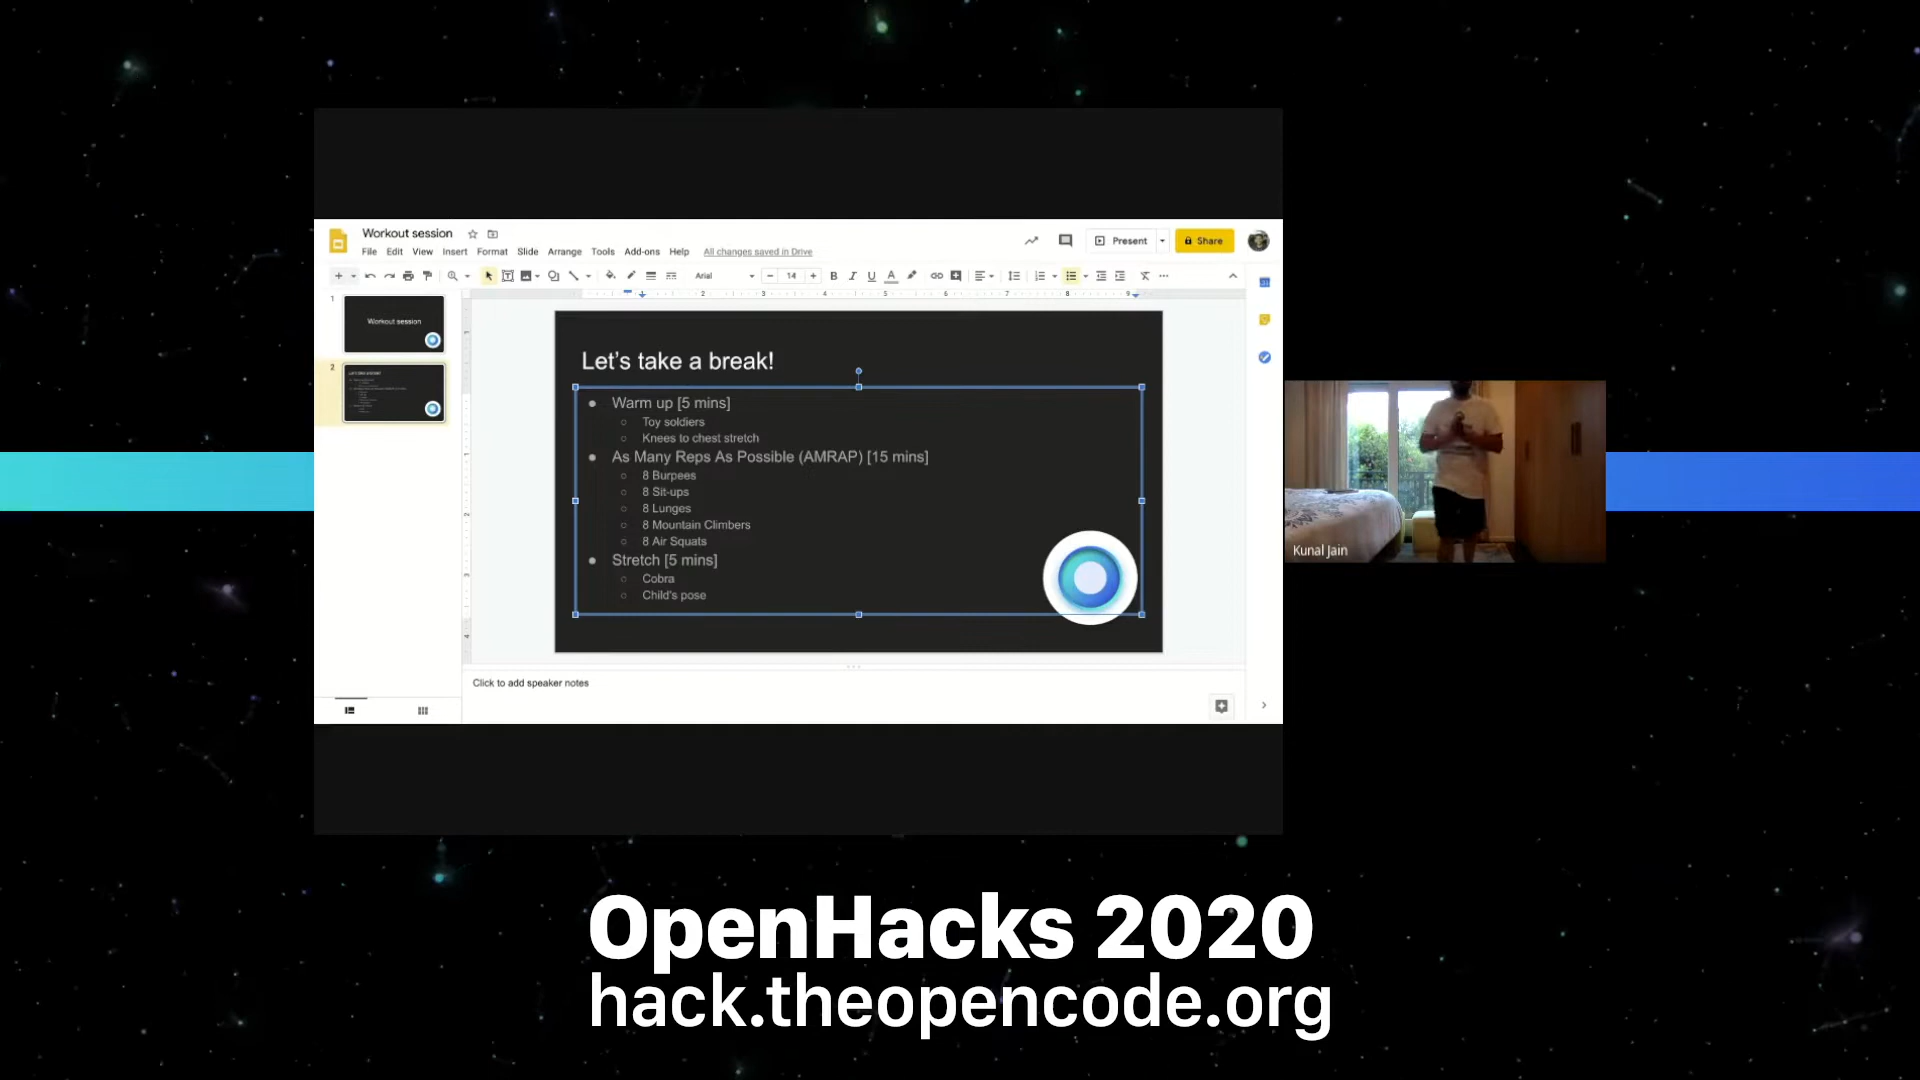 Workout session
File Edit View Insert Format Slide Arrange Tools Add-ons Help All changes saved in Drive
Present
Share
Arial
14
1
Workout session
2
Let's take a break!
● Warm up [5 mins]
○ Toy soldiers
○ Knees to chest stretch
● As Many Reps As Possible (AMRAP) [15 mins]
○ 8 Burpees
○ 8 Sit-ups
○ 8 Lunges
○ 8 Mountain Climbers
○ 8 Air Squats
● Stretch [5 mins]
○ Cobra
○ Child's pose
Click to add speaker notes
Kunal Jain
OpenHacks 2020
hack.theopencode.org